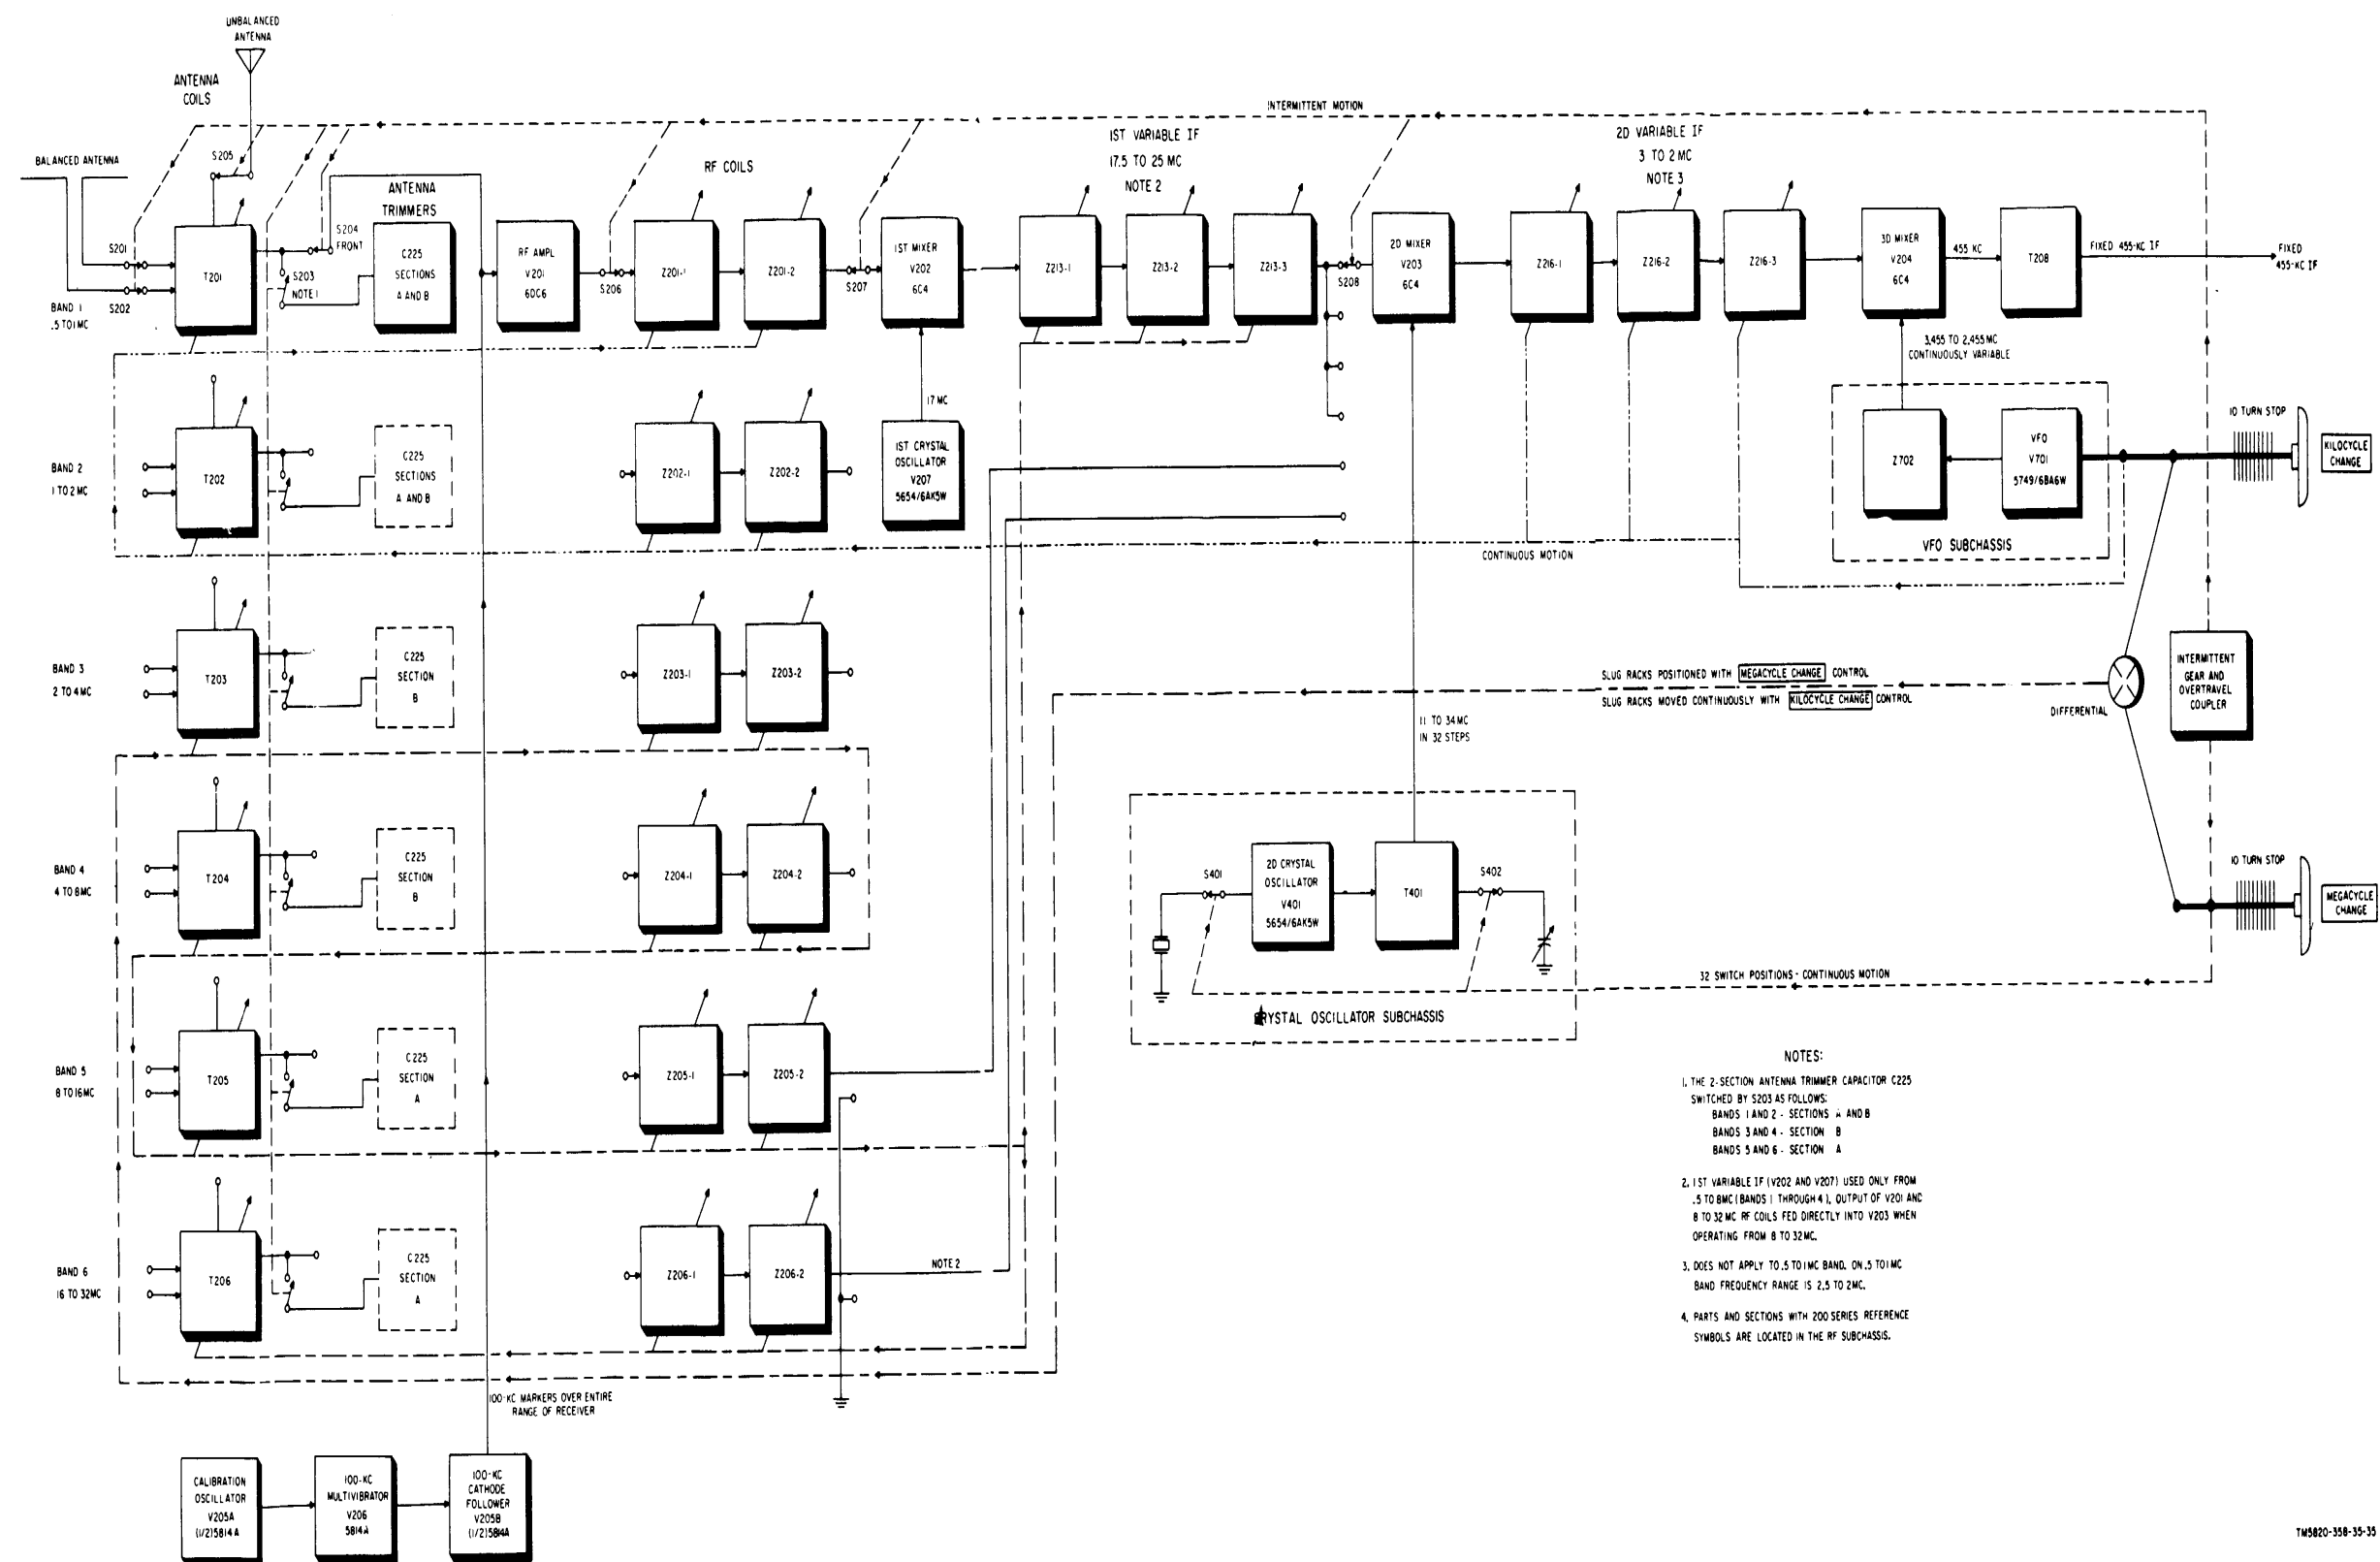 UNBALANCED
ANTENNA
ANTENNA
COILS
BALANCED ANTENNA
S205
INTERMITTENT MOTION
ANTENNA
TRIMMERS
RF COILS
1ST VARIABLE IF
17.5 TO 25 MC
NOTE 2
2D VARIABLE IF
3 TO 2 MC
NOTE 3
S201
S202
BAND 1
.5 TO 1 MC
T201
S203
NOTE 1
S204
FRONT
C225
SECTIONS
A AND B
RF AMPL
V201
6DC6
S206
Z201-1
Z201-2
S207
1ST MIXER
V202
6C4
Z213-1
Z213-2
Z213-3
S208
2D MIXER
V203
6C4
Z216-1
Z216-2
Z216-3
3D MIXER
V204
6C4
455 KC
T208
FIXED 455-KC IF
FIXED
455-KC IF
3.455 TO 2.455 MC
CONTINUOUSLY VARIABLE
17 MC
BAND 2
1 TO 2 MC
T202
C225
SECTIONS
A AND B
Z202-1
Z202-2
1ST CRYSTAL
OSCILLATOR
V207
5654/6AK5W
Z702
VFO
V701
5749/6BA6W
VFO SUBCHASSIS
10 TURN STOP
KILOCYCLE
CHANGE
CONTINUOUS MOTION
BAND 3
2 TO 4 MC
T203
C225
SECTION
B
Z203-1
Z203-2
SLUG RACKS POSITIONED WITH MEGACYCLE CHANGE CONTROL
SLUG RACKS MOVED CONTINUOUSLY WITH KILOCYCLE CHANGE CONTROL
DIFFERENTIAL
INTERMITTENT
GEAR AND
OVERTRAVEL
COUPLER
11 TO 34 MC
IN 32 STEPS
BAND 4
4 TO 8MC
T204
C225
SECTION
B
Z204-1
Z204-2
S401
2D CRYSTAL
OSCILLATOR
V401
5654/6AK5W
T401
S402
10 TURN STOP
MEGACYCLE
CHANGE
32 SWITCH POSITIONS - CONTINUOUS MOTION
CRYSTAL OSCILLATOR SUBCHASSIS
BAND 5
8 TO 16MC
T205
C225
SECTION
A
Z205-1
Z205-2
BAND 6
16 TO 32MC
T206
C225
SECTION
A
Z206-1
Z206-2
NOTE 2
NOTES:
1. THE 2-SECTION ANTENNA TRIMMER CAPACITOR C225
SWITCHED BY S203 AS FOLLOWS:
BANDS 1 AND 2 - SECTIONS A AND B
BANDS 3 AND 4 - SECTION B
BANDS 5 AND 6 - SECTION A
2. 1ST VARIABLE IF (V202 AND V207) USED ONLY FROM
.5 TO 8MC (BANDS 1 THROUGH 4). OUTPUT OF V201 AND
8 TO 32 MC RF COILS FED DIRECTLY INTO V203 WHEN
OPERATING FROM 8 TO 32MC.
3. DOES NOT APPLY TO .5 TO 1 MC BAND. ON .5 TO 1 MC
BAND FREQUENCY RANGE IS 2.5 TO 2MC.
4. PARTS AND SECTIONS WITH 200 SERIES REFERENCE
SYMBOLS ARE LOCATED IN THE RF SUBCHASSIS.
100-KC MARKERS OVER ENTIRE
RANGE OF RECEIVER
CALIBRATION
OSCILLATOR
V205A
(1/2)5814A
100-KC
MULTIVIBRATOR
V206
5814A
100-KC
CATHODE
FOLLOWER
V205B
(1/2)5814A
TM5820-358-35-35